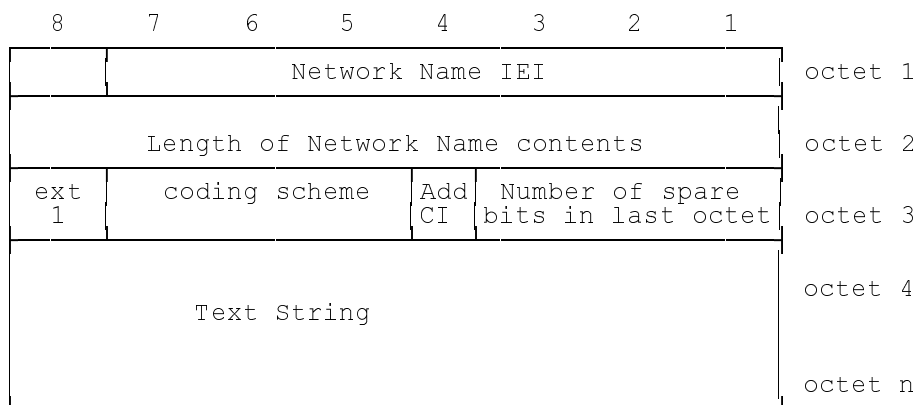 8 7 6 5 4 3 2 1
Network Name IEI octet 1
Length of Network Name contents octet 2
ext coding scheme Add Number of spare
1 CI bits in last octet octet 3
octet 4
Text String
octet n